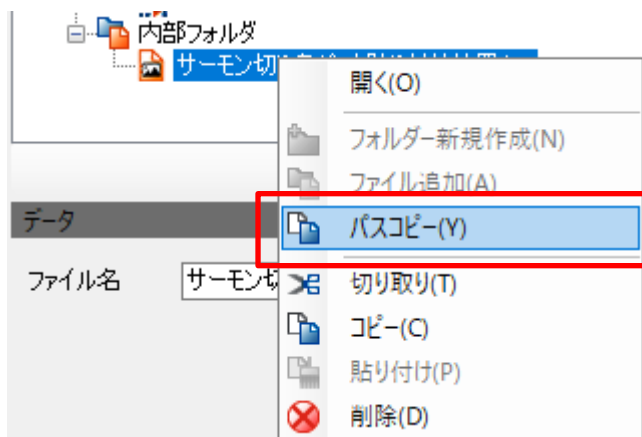 内部フォルダ
サーモン切り
開く(O)
フォルダー新規作成(N)
ファイル追加(A)
データ
パスコピー(Y)
ファイル名
サーモン切
切り取り(T)
コピー(C)
貼り付け(P)
削除(D)